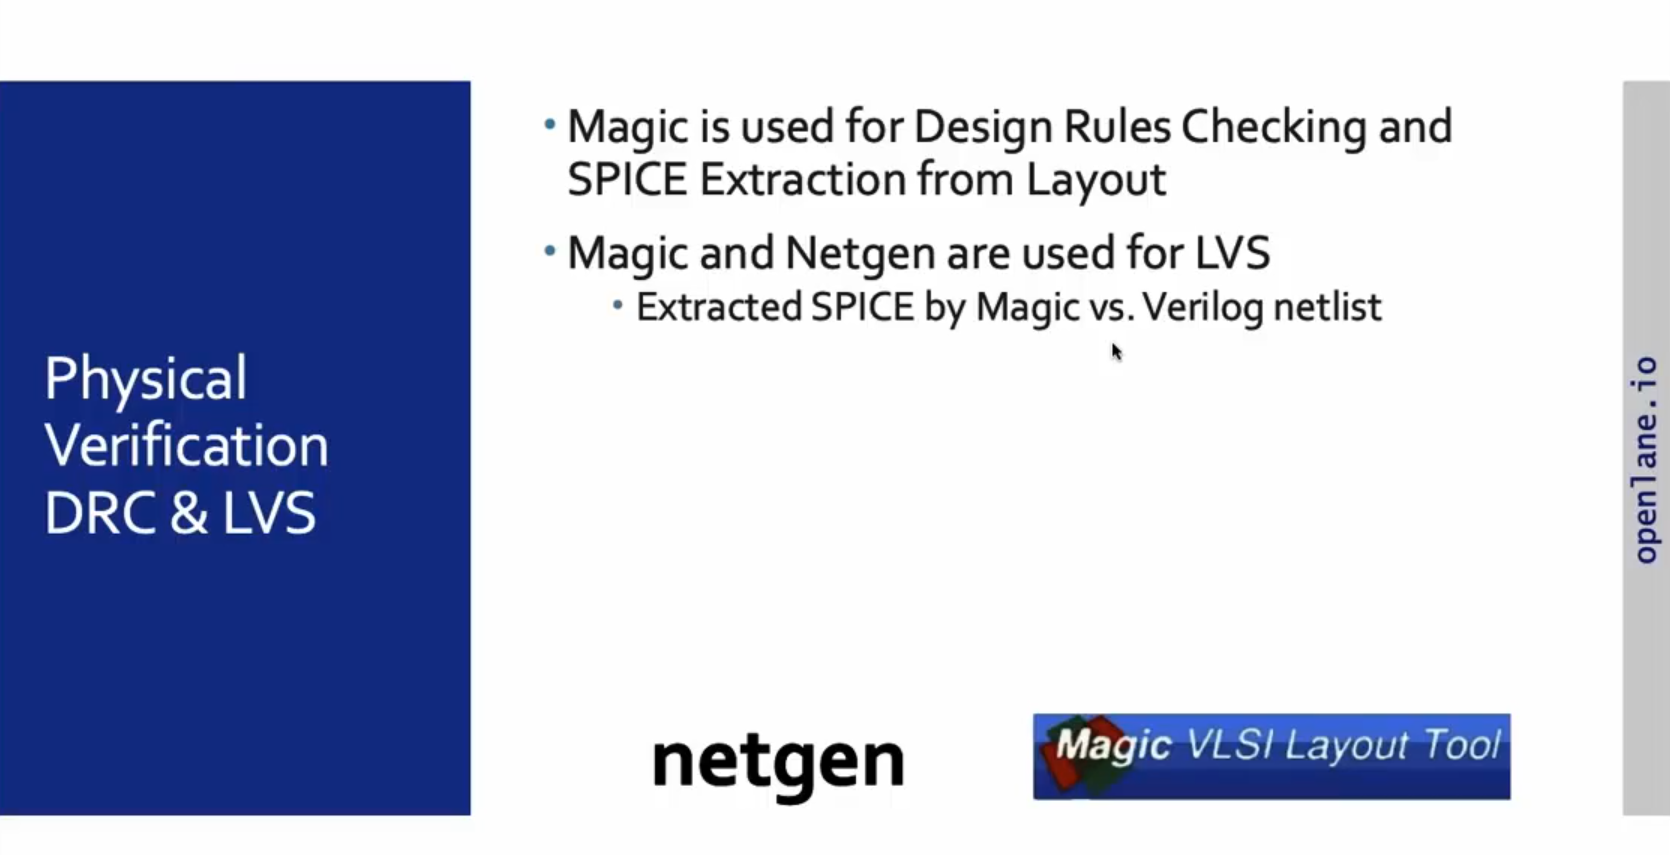 Physical
Verification
DRC & LVS
• Magic is used for Design Rules Checking and
SPICE Extraction from Layout
• Magic and Netgen are used for LVS
• Extracted SPICE by Magic vs. Verilog netlist
netgen
Magic VLSI Layout Tool
openlane.io